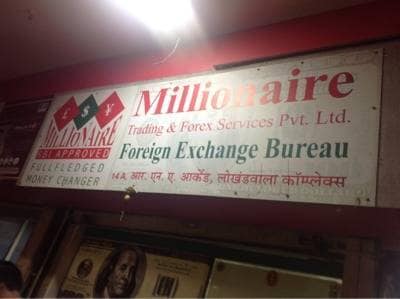 £ $ ¥
MILLIONAIRE
RBI APPROVED
FULLFLEDGED
MONEY CHANGER
Millionaire
Trading & Forex Services Pvt. Ltd.
Foreign Exchange Bureau
14A, आर. एन. ए. आर्केड, लोखंडवाला कॉम्प्लेक्स